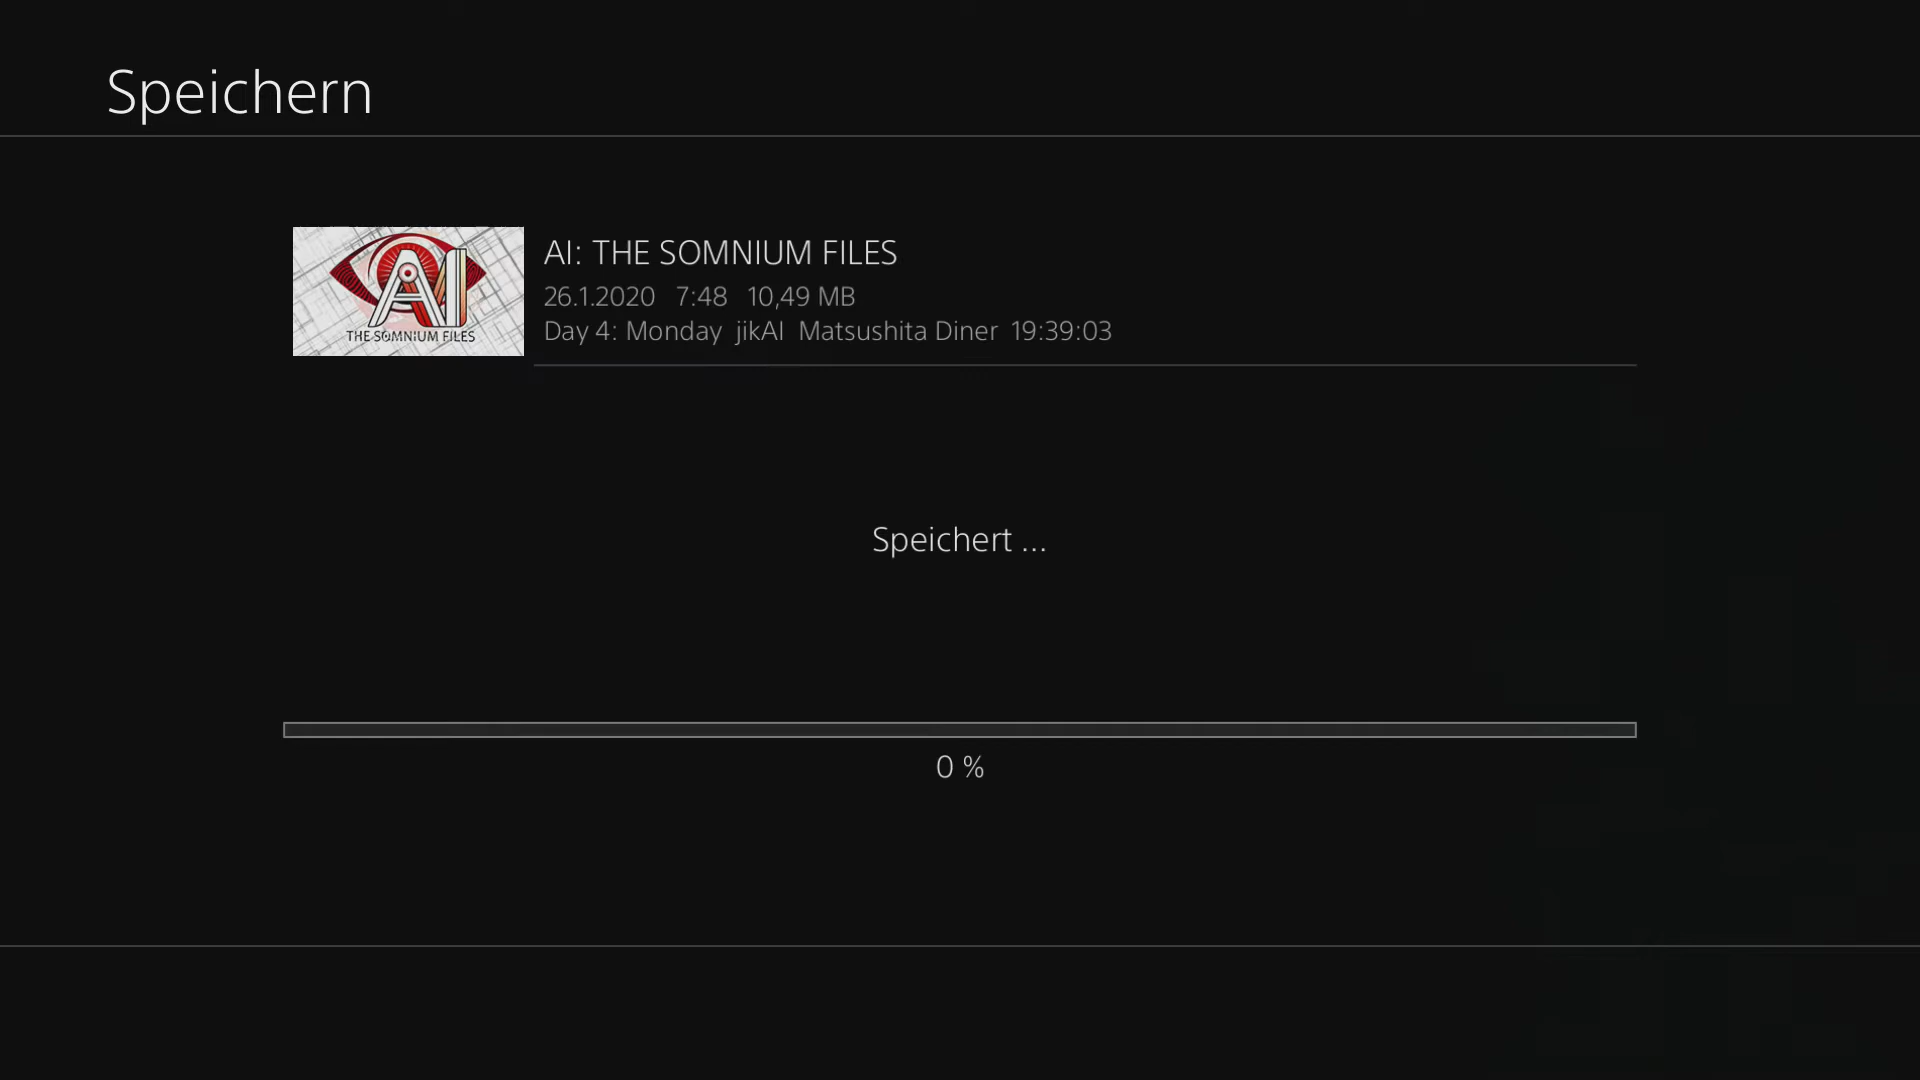 Speichern
AI
THE SOMNIUM FILES
AI: THE SOMNIUM FILES
26.1.2020 7:48 10,49 MB
Day 4: Monday jikAI Matsushita Diner 19:39:03
Speichert ...
0 %